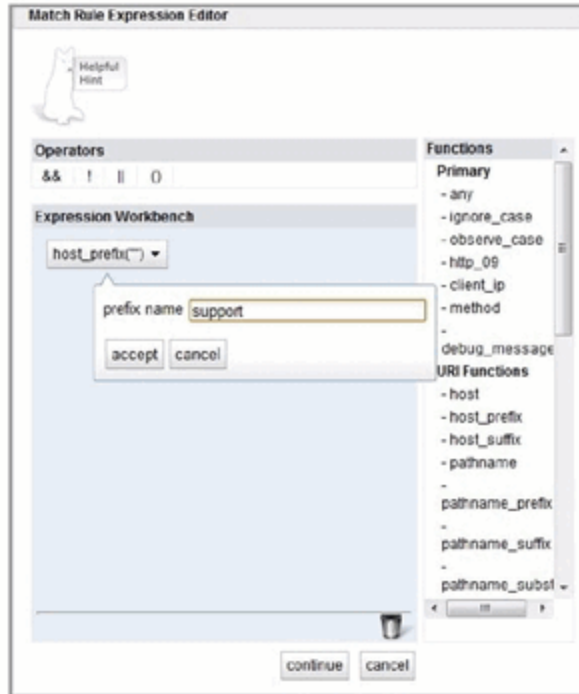 Match Rule Expression Editor
Helpful
Hint
Operators
&& ! || ()
Expression Workbench
host_prefix("")
prefix name support
accept cancel
Functions
Primary
- any
- ignore_case
- observe_case
- http_09
- client_ip
- method
-
debug_message
URI Functions
- host
- host_prefix
- host_suffix
- pathname
-
pathname_prefix
-
pathname_suffix
-
pathname_subst
continue cancel